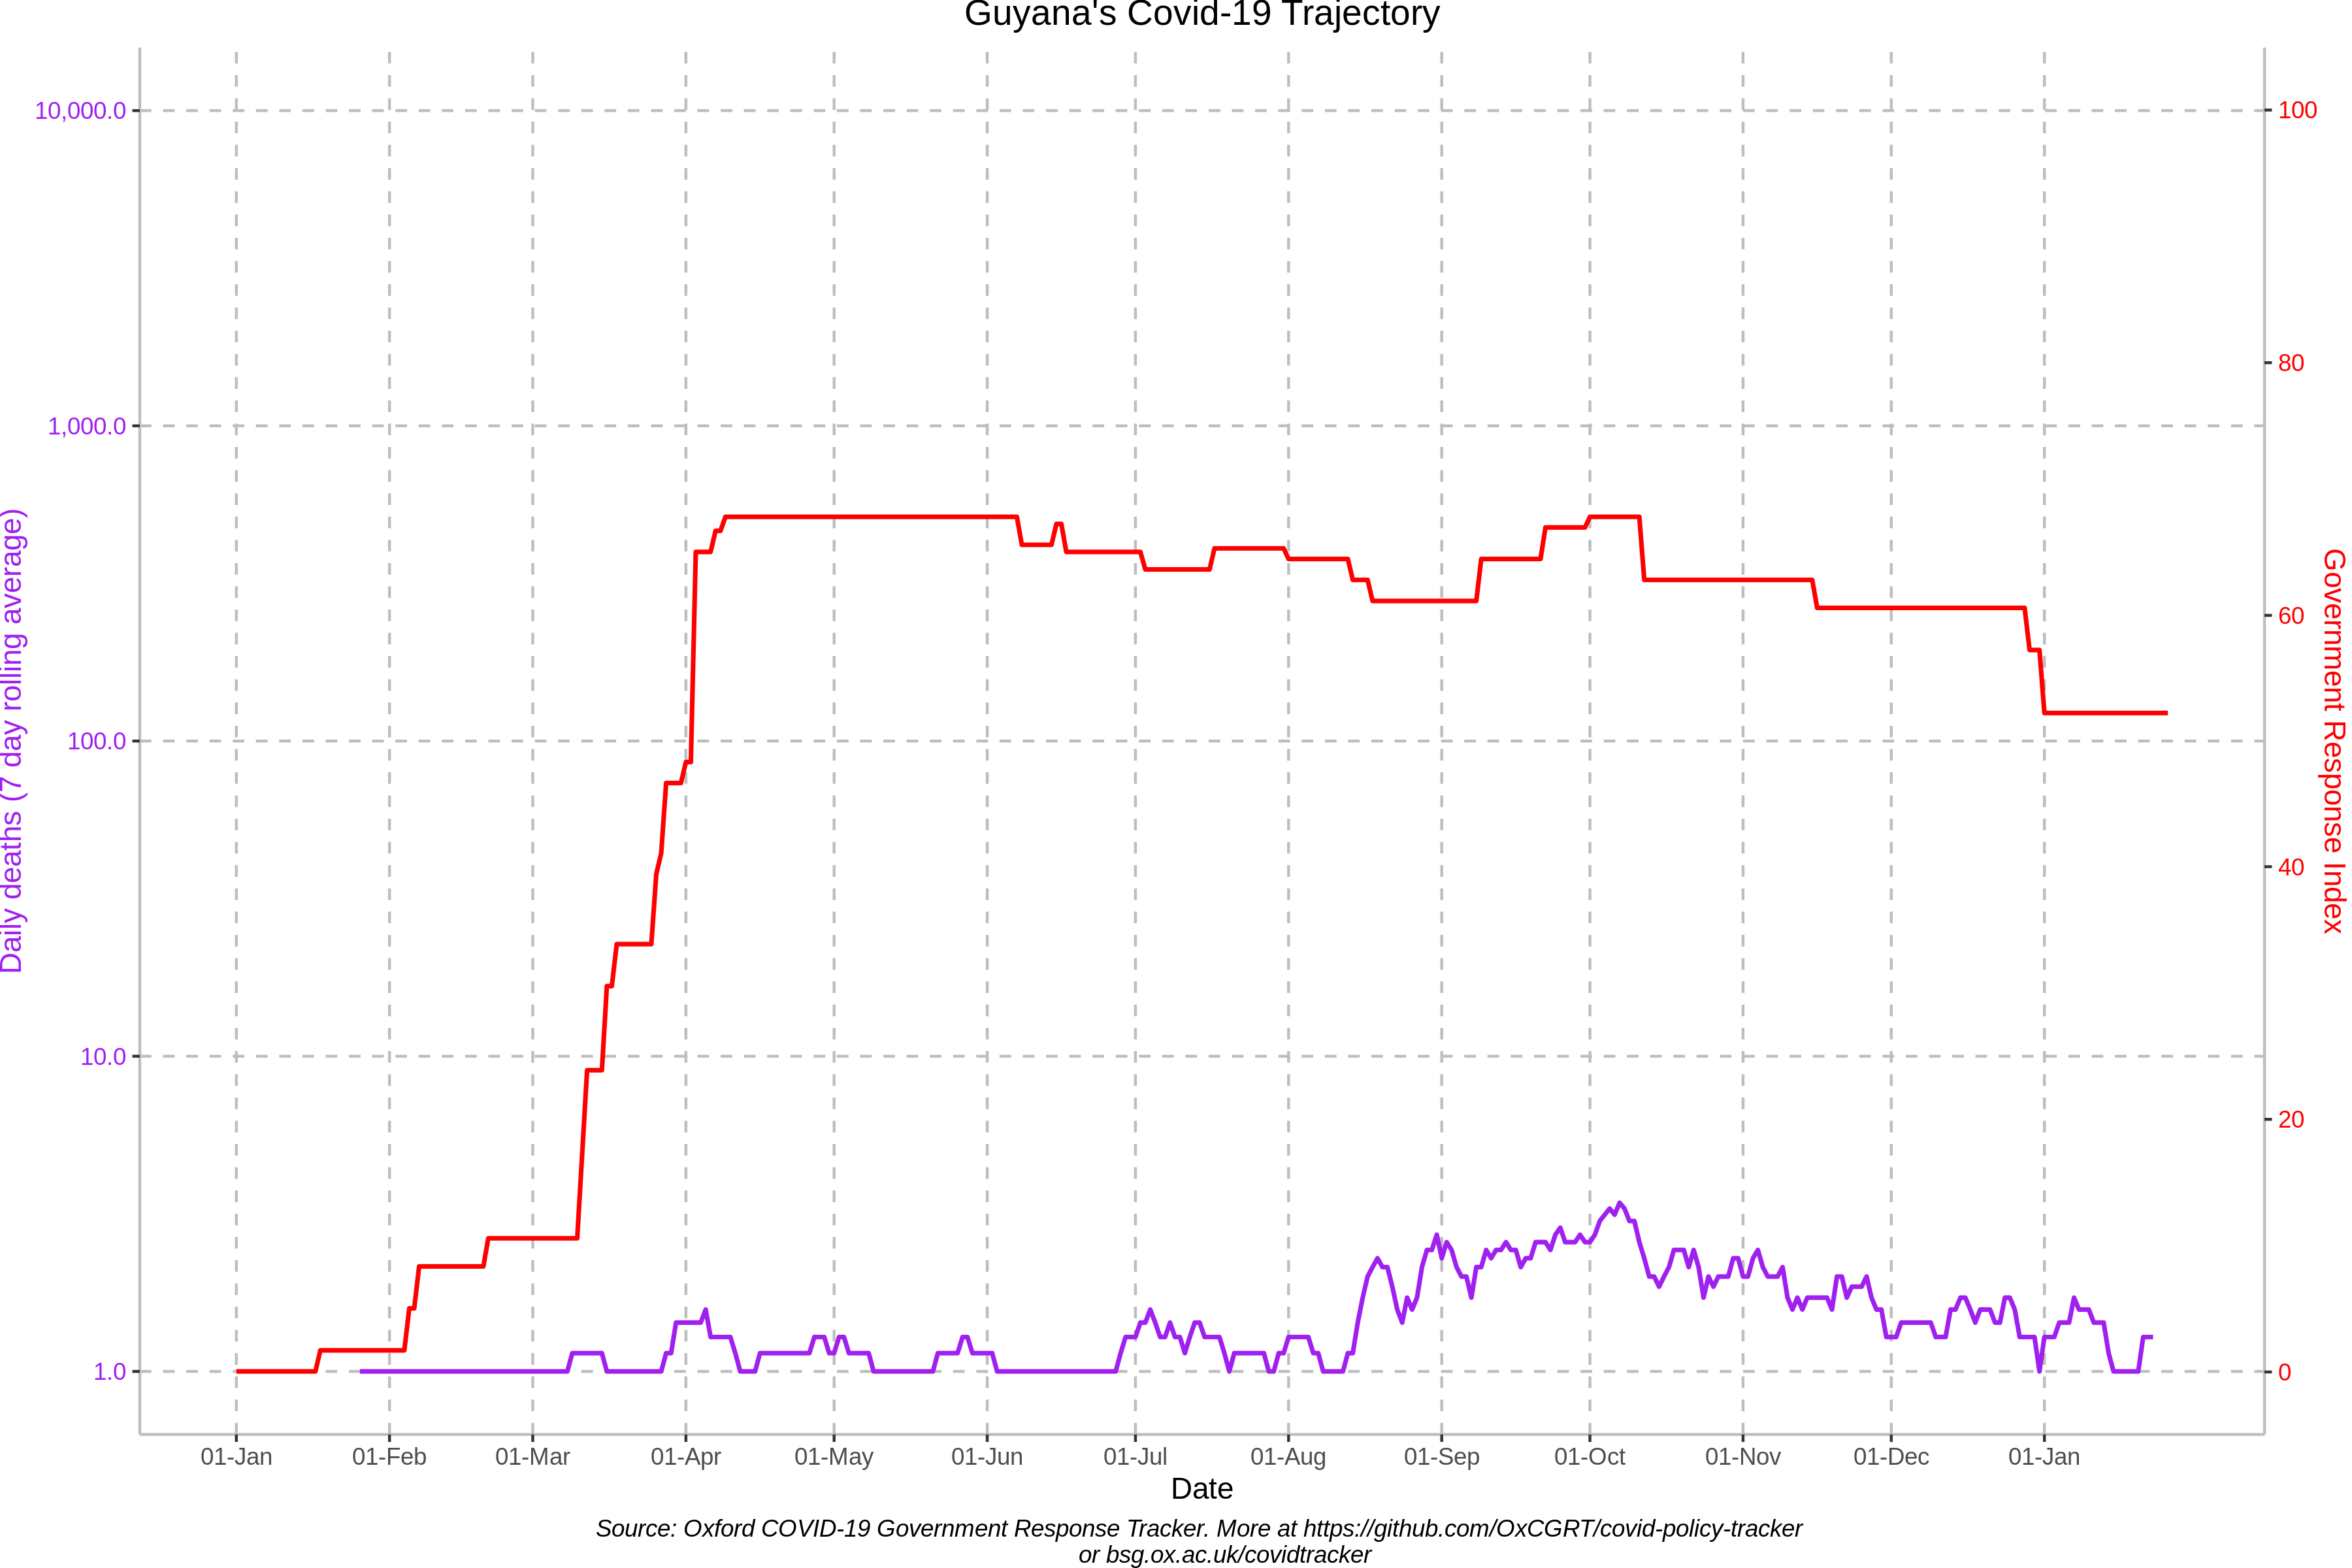 Guyana's Covid-19 Trajectory
10,000.0
1,000.0
100.0
10.0
1.0
Daily deaths (7 day rolling average)
100
80
60
40
20
0
Government Response Index
01-Jan 01-Feb 01-Mar 01-Apr 01-May 01-Jun 01-Jul 01-Aug 01-Sep 01-Oct 01-Nov 01-Dec 01-Jan
Date
Source: Oxford COVID-19 Government Response Tracker. More at https://github.com/OxCGRT/covid-policy-tracker
or bsg.ox.ac.uk/covidtracker